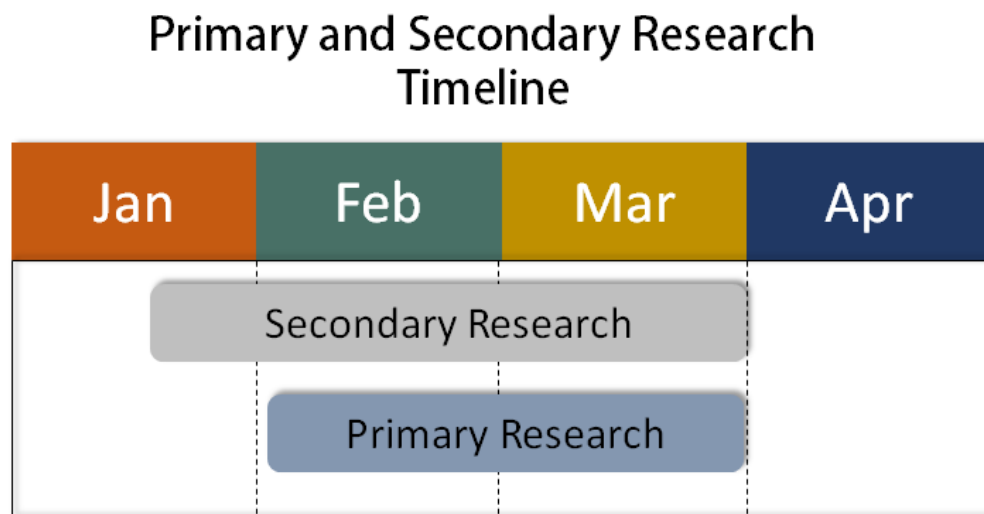 Primary and Secondary Research
Timeline
Jan Feb Mar Apr
Secondary Research
Primary Research